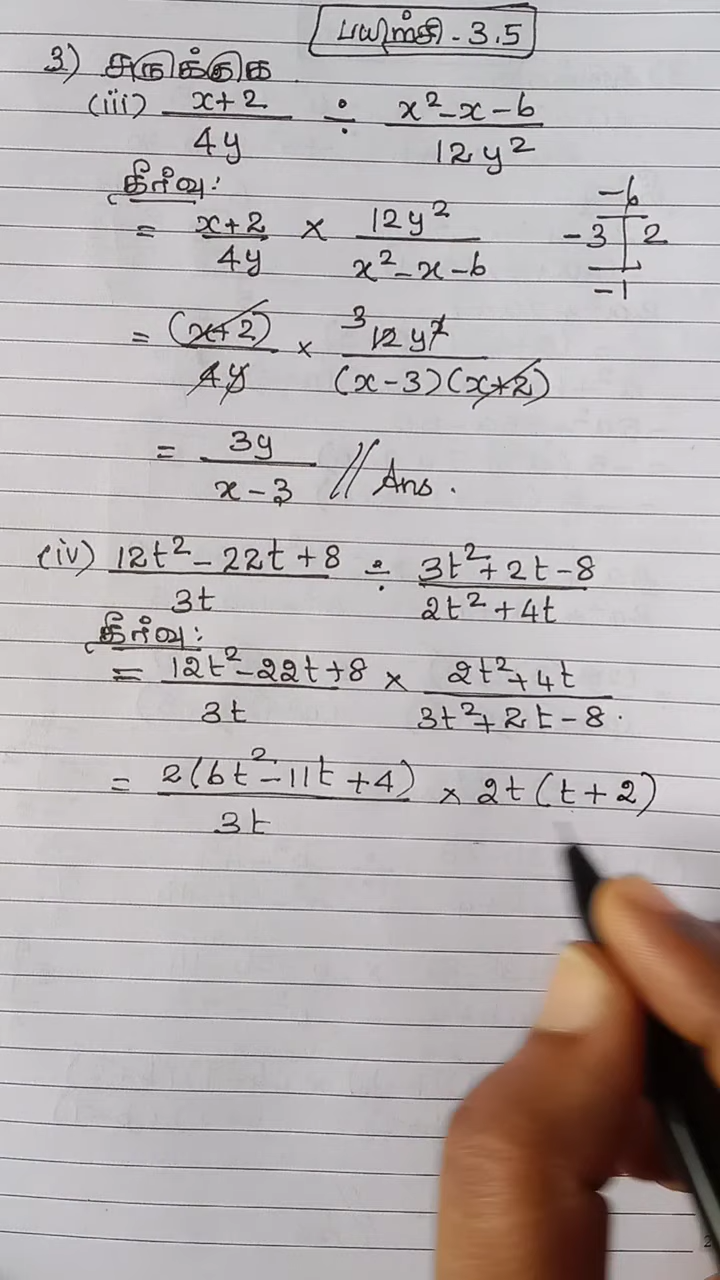 பயிற்சி - 3.5
3) சுருக்குக
(iii) x+2/4y ÷ x²-x-6/12y²
தீர்வு:
= x+2/4y × 12y²/x²-x-6
-6
-3 | 2
-1
= (x+2)/4y × ³12y²/(x-3)(x+2)
= 3y/x-3 // Ans.
(iv) 12t²-22t+8/3t ÷ 3t²+2t-8/2t²+4t
தீர்வு:
= 12t²-22t+8/3t × 2t²+4t/3t²+2t-8.
= 2(6t²-11t+4)/3t × 2t(t+2)